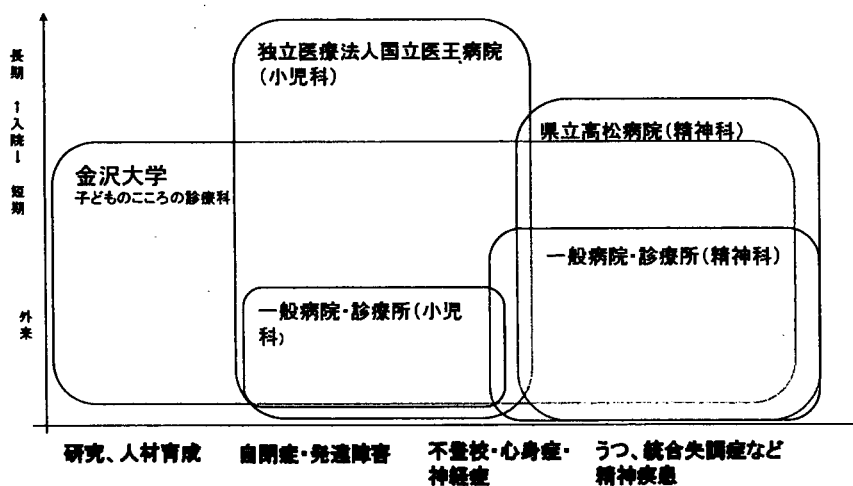 独立医療法人国立医王病院
(小児科)
県立高松病院(精神科)
金沢大学
子どものこころの診療科
一般病院・診療所(精神科)
一般病院・診療所(小児
科)
長期 ↑入院↓ 短期
外来
研究、人材育成
自閉症・発達障害
不登校・心身症・
神経症
うつ、統合失調症など
精神疾患